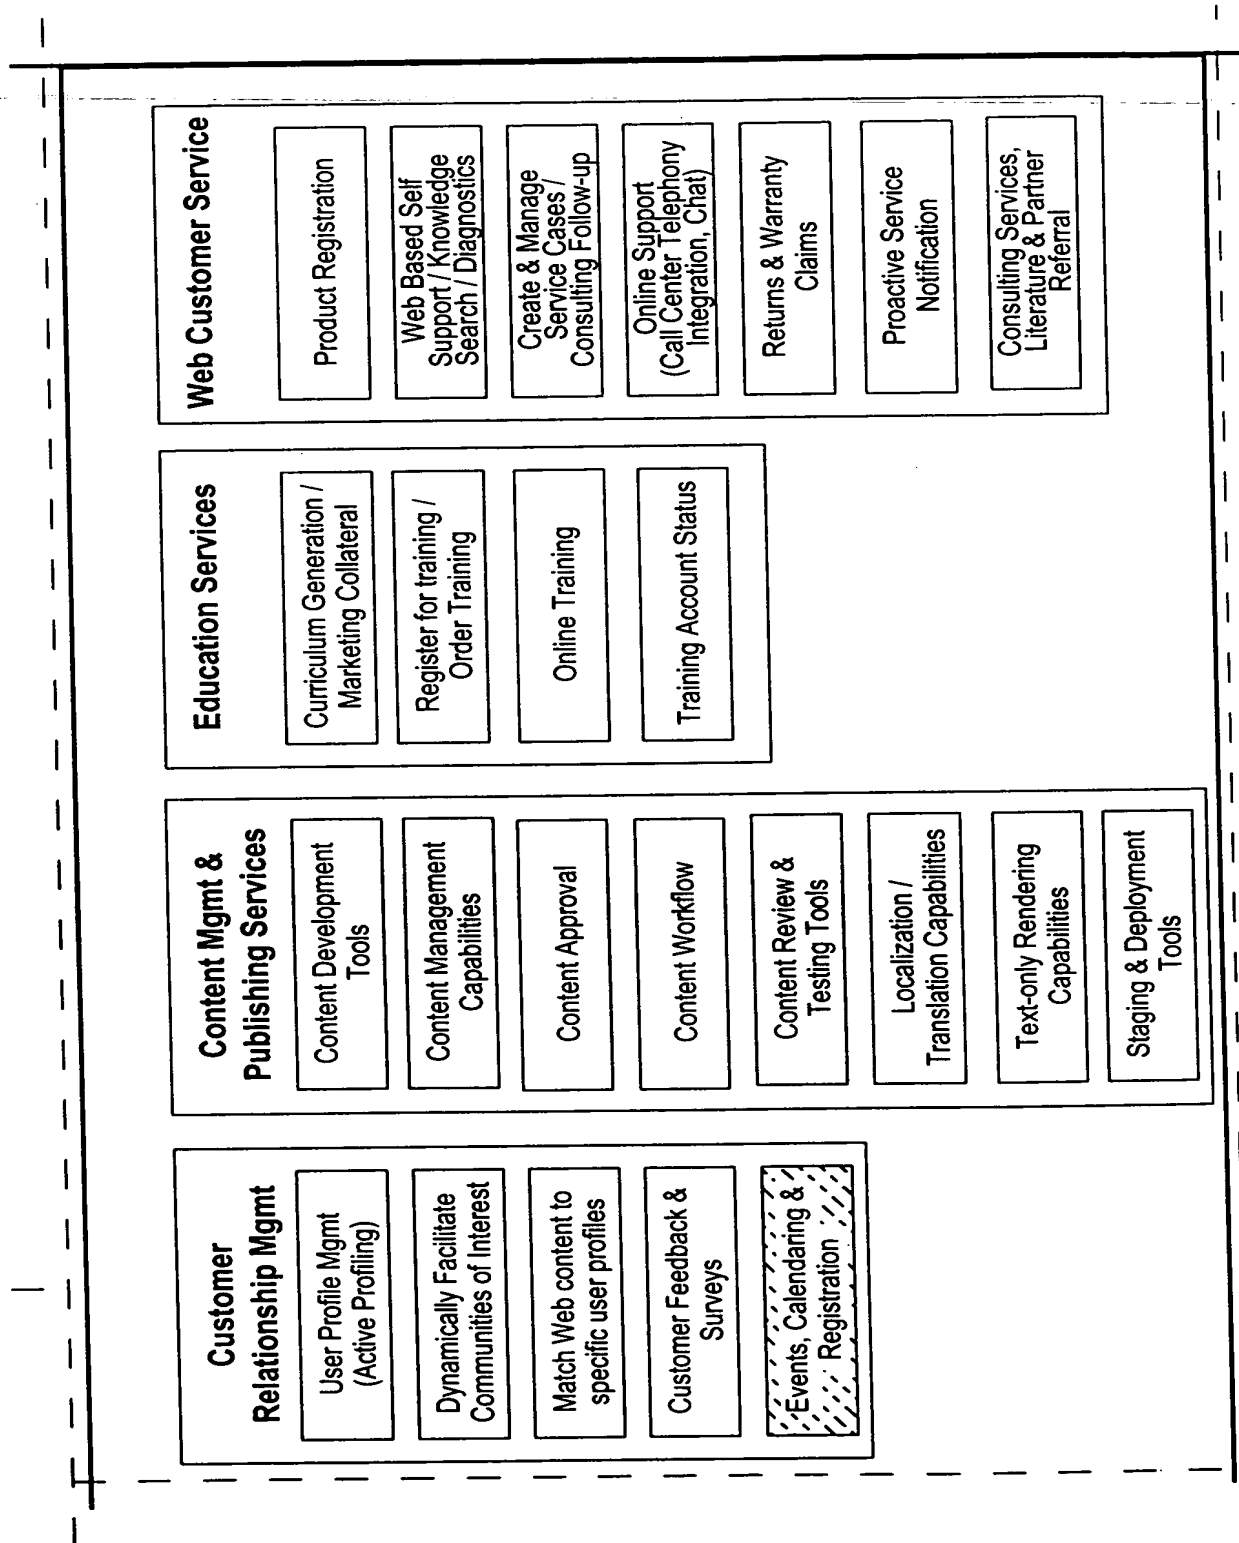 Customer
Relationship Mgmt
User Profile Mgmt
(Active Profiling)
Dynamically Facilitate
Communities of Interest
Match Web content to
specific user profiles
Customer Feedback &
Surveys
Events, Calendaring &
Registration
Content Mgmt &
Publishing Services
Content Development
Tools
Content Management
Capabilities
Content Approval
Content Workflow
Content Review &
Testing Tools
Localization /
Translation Capabilities
Text-only Rendering
Capabilities
Staging & Deployment
Tools
Education Services
Curriculum Generation /
Marketing Collateral
Register for training /
Order Training
Online Training
Training Account Status
Web Customer Service
Product Registration
Web Based Self
Support / Knowledge
Search / Diagnostics
Create & Manage
Service Cases /
Consulting Follow-up
Online Support
(Call Center Telephony
Integration, Chat)
Returns & Warranty
Claims
Proactive Service
Notification
Consulting Services,
Literature & Partner
Referral